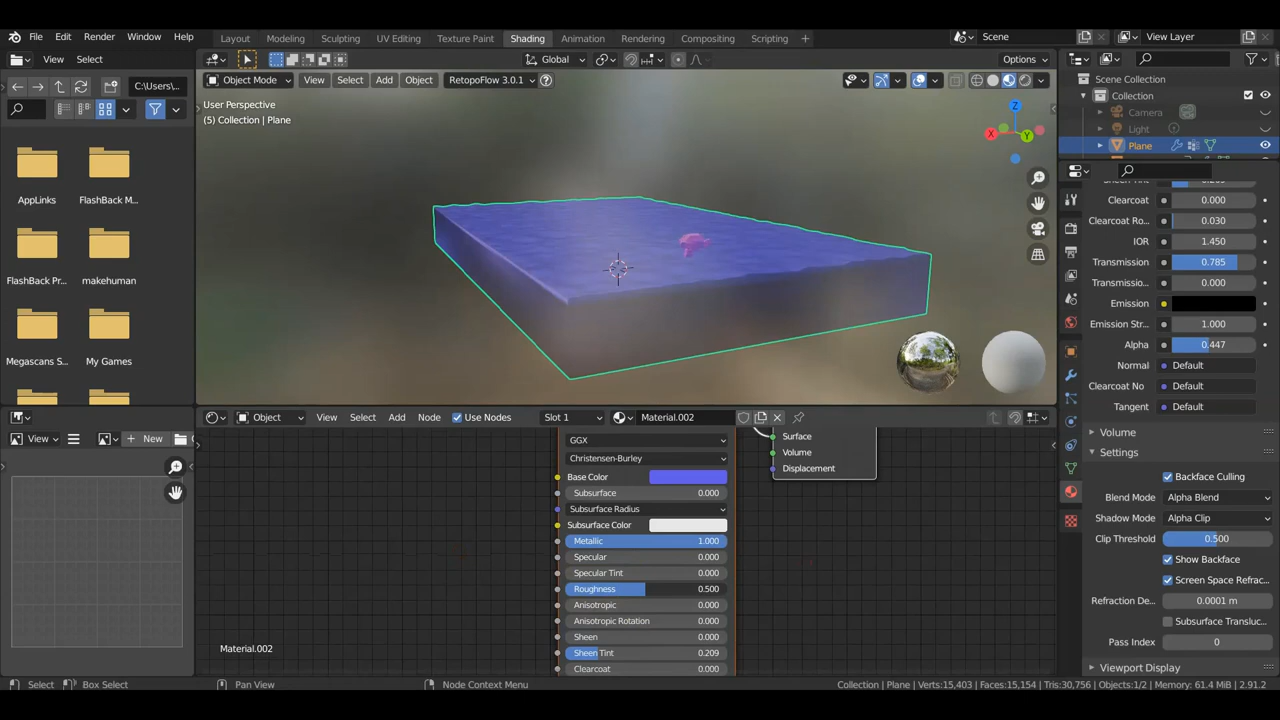 File Edit Render Window Help
Layout Modeling Sculpting UV Editing Texture Paint Shading Animation Rendering Compositing Scripting +
Scene
View Layer
View Select
Global
Options
C:\Users\...
Object Mode View Select Add Object RetopoFlow 3.0.1
User Perspective
(5) Collection | Plane
X Y Z
AppLinks
FlashBack M...
FlashBack Pr...
makehuman
Megascans S...
My Games
Scene Collection
Collection
Camera
Light
Plane
Clearcoat 0.000
Clearcoat Ro... 0.030
IOR 1.450
Transmission 0.785
Transmissio... 0.000
Emission
Emission Str... 1.000
Alpha 0.447
Normal Default
Clearcoat No Default
Tangent Default
Volume
Settings
Backface Culling
Blend Mode Alpha Blend
Shadow Mode Alpha Clip
Clip Threshold 0.500
Show Backface
Screen Space Refrac...
Refraction De... 0.0001 m
Subsurface Transluc...
Pass Index 0
Viewport Display
View + New
Object View Select Add Node Use Nodes Slot 1 Material.002
GGX
Christensen-Burley
Base Color
Subsurface 0.000
Subsurface Radius
Subsurface Color
Metallic 1.000
Specular 0.000
Specular Tint 0.000
Roughness 0.500
Anisotropic 0.000
Anisotropic Rotation 0.000
Sheen 0.000
Sheen Tint 0.209
Clearcoat 0.000
Surface
Volume
Displacement
Material.002
Select Box Select Pan View Node Context Menu
Collection | Plane | Verts:15,403 | Faces:15,154 | Tris:30,756 | Objects:1/2 | Memory: 61.4 MiB | 2.91.2